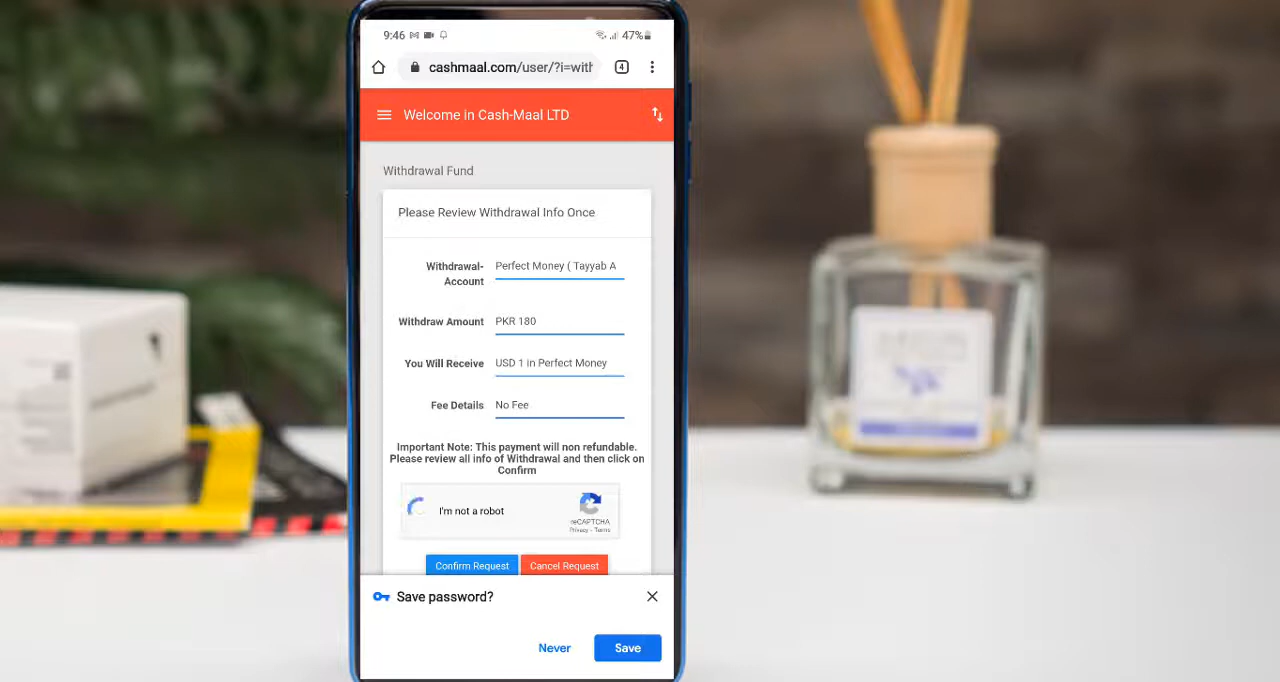 9:46 47%
cashmaal.com/user/?i=with 4
Welcome in Cash-Maal LTD
Withdrawal Fund
Please Review Withdrawal Info Once
Withdrawal-Account Perfect Money ( Tayyab A
Withdraw Amount PKR 180
You Will Receive USD 1 in Perfect Money
Fee Details No Fee
Important Note: This payment will non refundable.
Please review all info of Withdrawal and then click on
Confirm
I'm not a robot
reCAPTCHA
Privacy - Terms
Confirm Request Cancel Request
Save password?
Never Save